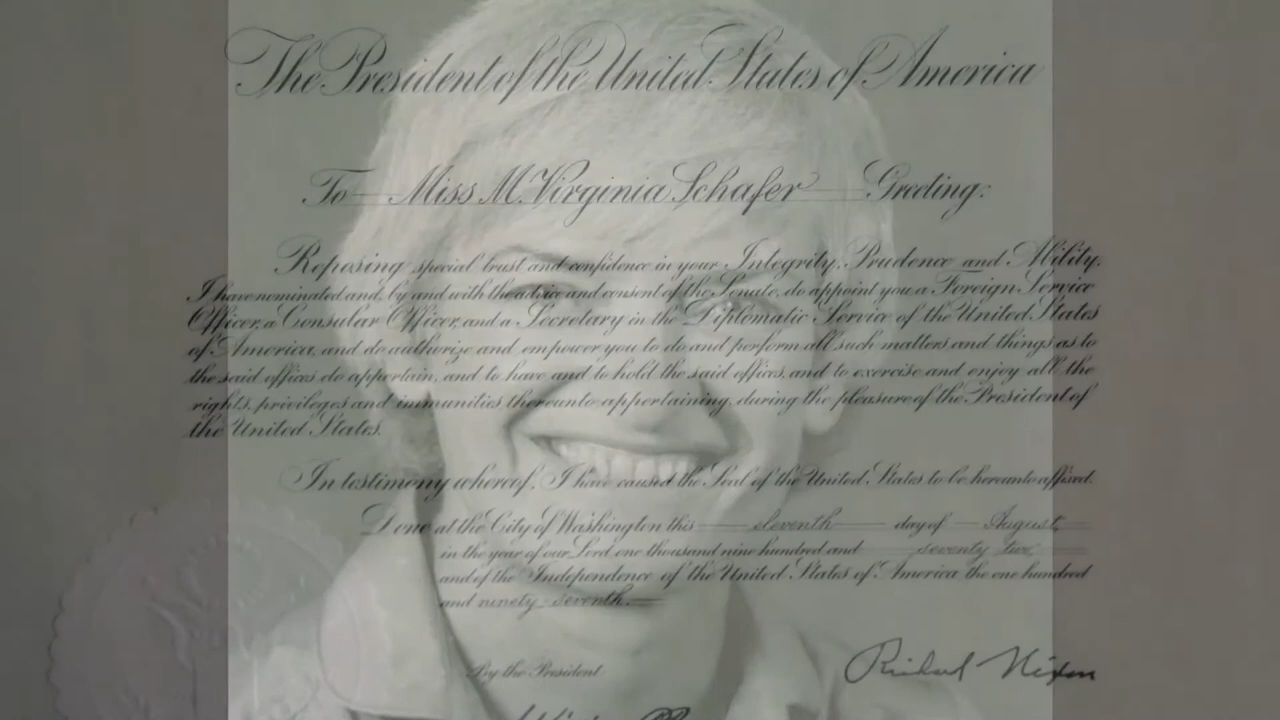 The President of the United States of America
To Miss M. Virginia Schafer Greeting:
Reposing special trust and confidence in your Integrity, Prudence and Ability,
I have nominated and, by and with the advice and consent of the Senate, do appoint you a Foreign Service
Officer, a Consular Officer, and a Secretary in the Diplomatic Service of the United States
of America, and do authorize and empower you to do and perform all such matters and things as to
the said offices do appertain, and to have and to hold the said offices, and to exercise and enjoy all the
rights, privileges and immunities thereunto appertaining, during the pleasure of the President of
the United States.
In testimony whereof, I have caused the Seal of the United States to be hereunto affixed.
Done at the City of Washington this eleventh day of August,
in the year of our Lord one thousand nine hundred and seventy two,
and of the Independence of the United States of America the one hundred
and ninety-seventh.
By the President
Richard Nixon